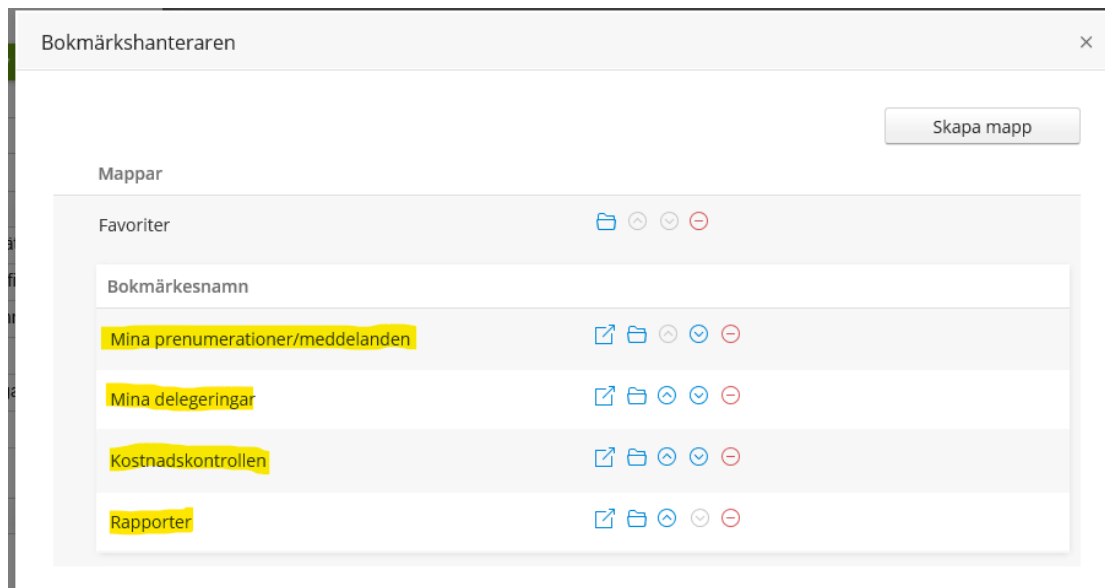 Bokmärkshanteraren
Skapa mapp
Mappar
Favoriter
Bokmärkesnamn
Mina prenumerationer/meddelanden
Mina delegeringar
Kostnadskontrollen
Rapporter